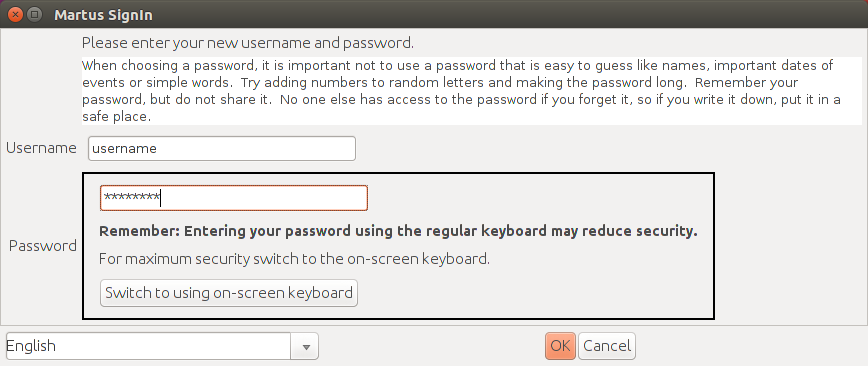 Martus SignIn
Please enter your new username and password.
When choosing a password, it is important not to use a password that is easy to guess like names, important dates of
events or simple words.  Try adding numbers to random letters and making the password long.  Remember your
password, but do not share it.  No one else has access to the password if you forget it, so if you write it down, put it in a
safe place.
Username username
********
Remember: Entering your password using the regular keyboard may reduce security.
Password
For maximum security switch to the on-screen keyboard.
Switch to using on-screen keyboard
English OK Cancel